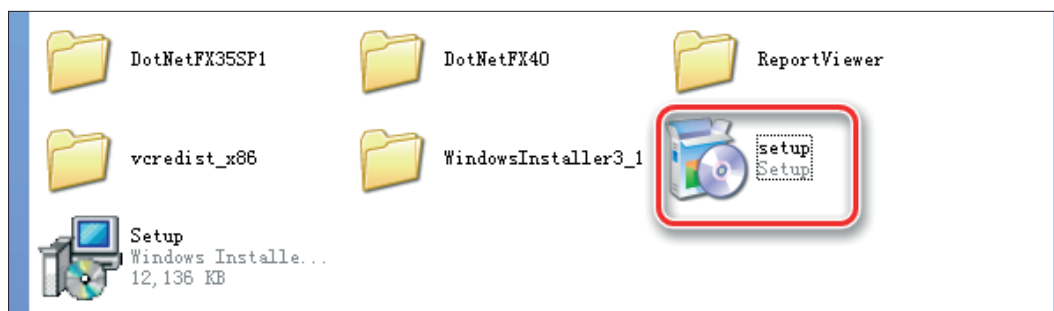 DotNetFX35SP1
DotNetFX40
ReportViewer
vcredist_x86
WindowsInstaller3_1
setup
Setup
Setup
Windows Installe...
12,136 KB